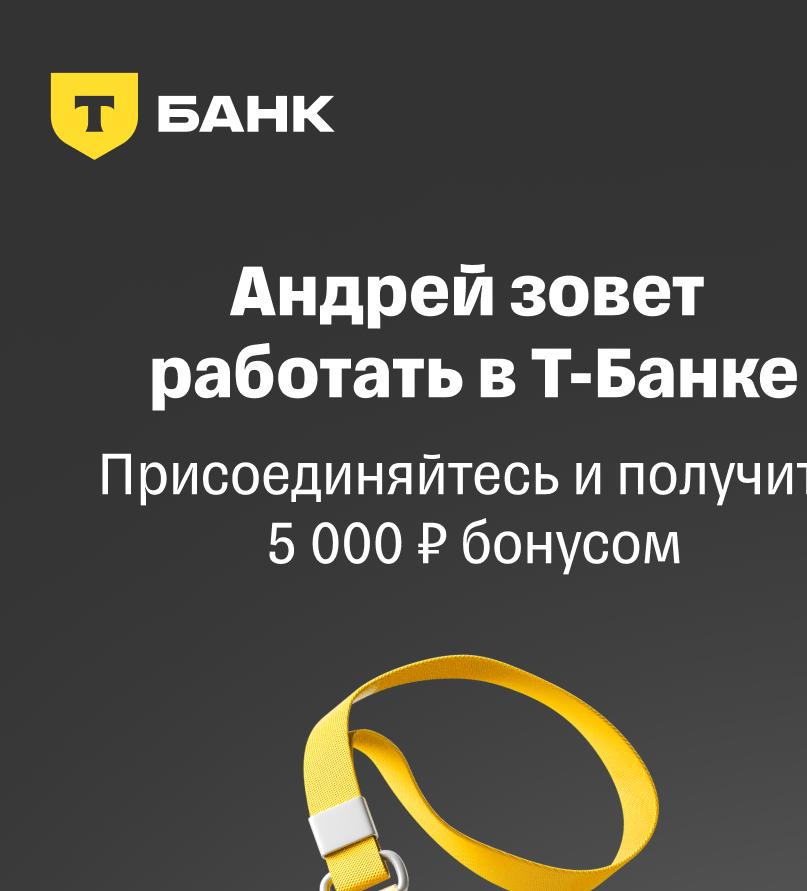 Т БАНК
Андрей зовет
работать в Т-Банке
Присоединяйтесь и получит
5 000 ₽ бонусом